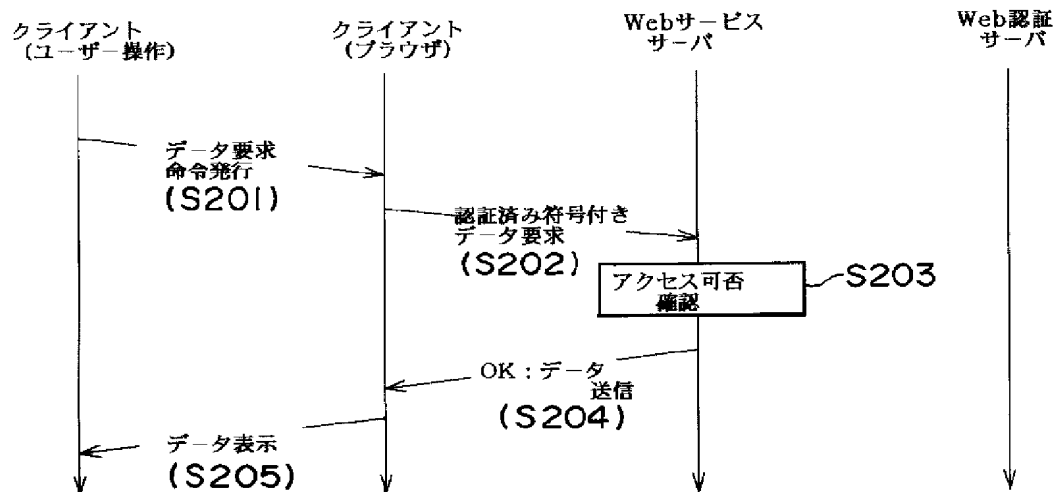 クライアント
(ユーザー操作)
クライアント
(ブラウザ)
Webサービス
サーバ
Web認証
サーバ
データ要求
命令発行
(S201)
認証済み符号付き
データ要求
(S202)
アクセス可否
確認
S203
OK：データ
送信
(S204)
データ表示
(S205)